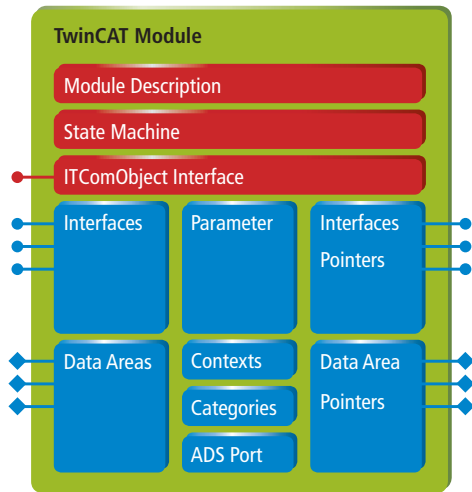 TwinCAT Module
Module Description
State Machine
ITComObject Interface
Interfaces
Parameter
Interfaces
Pointers
Data Areas
Contexts
Categories
ADS Port
Data Area
Pointers